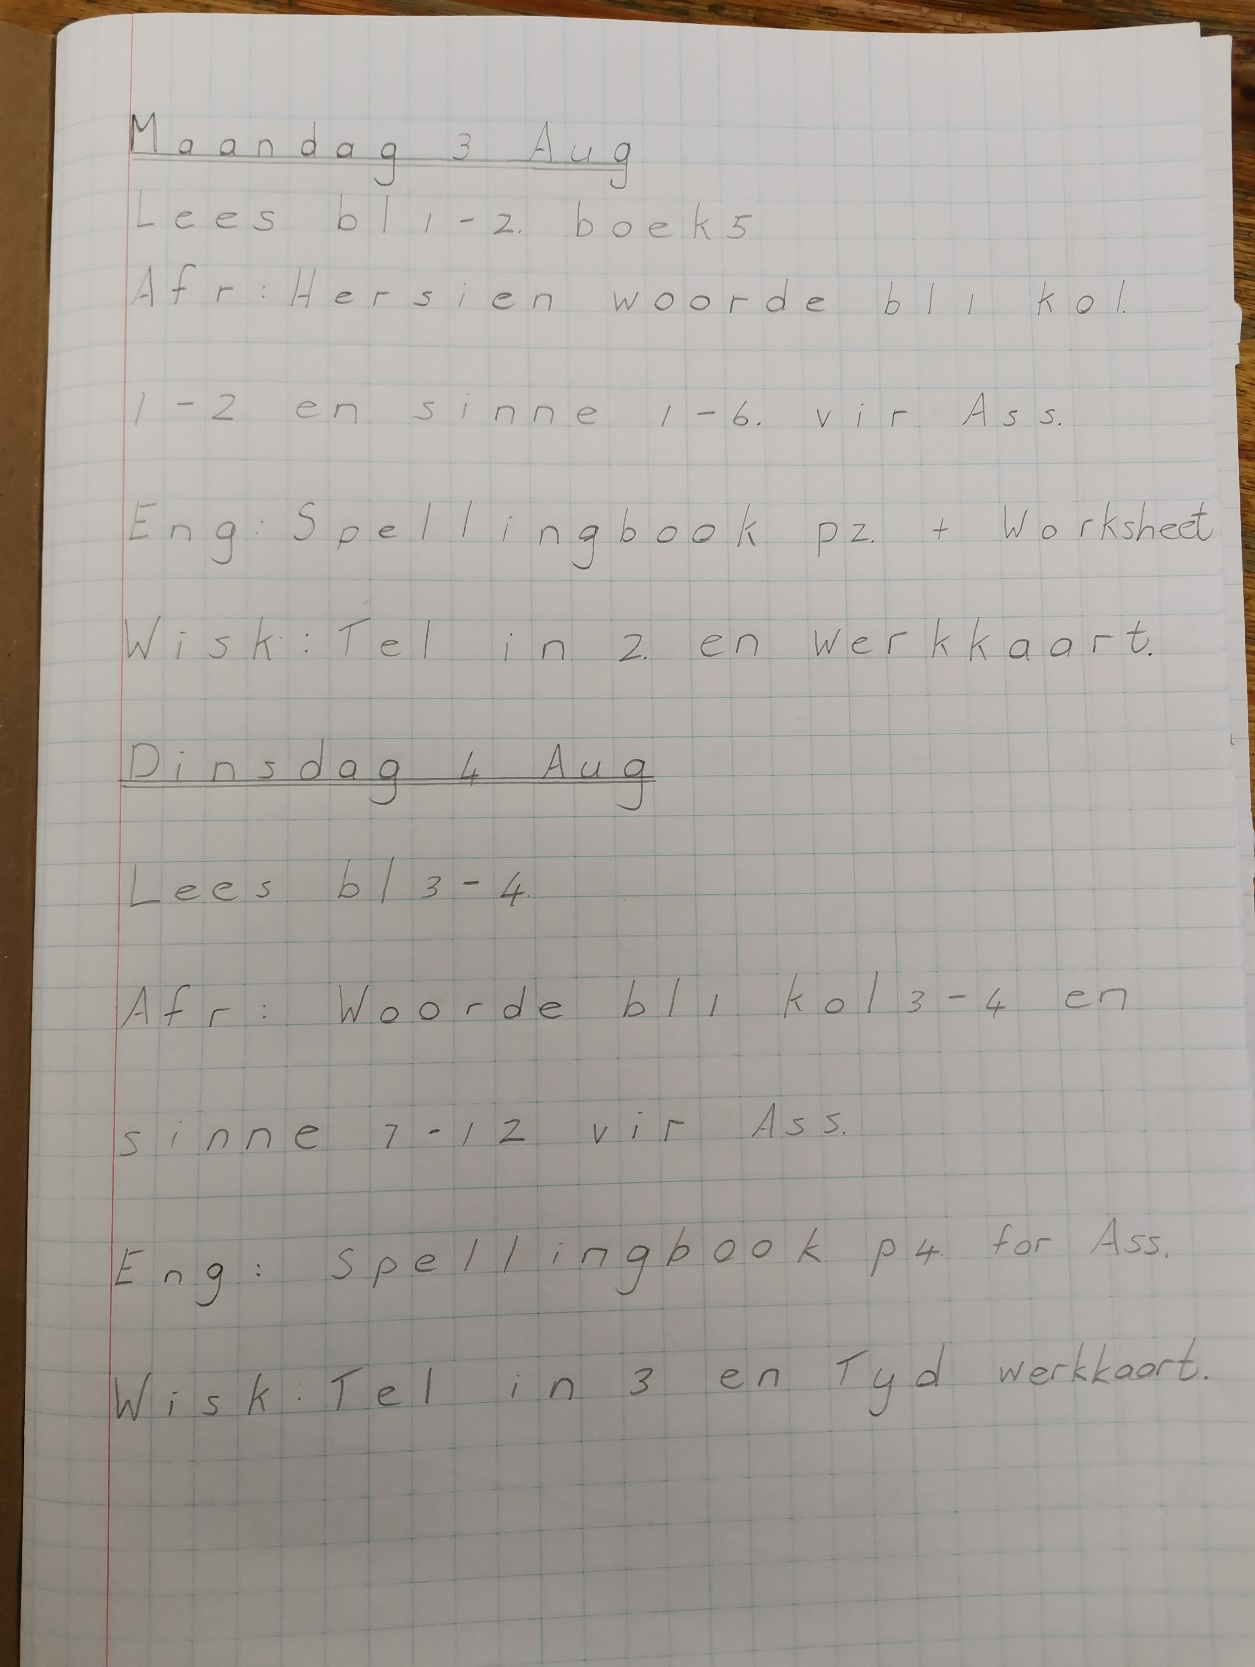 Maandag 3 Aug
Lees bl 1-2. boek 5
Afr: Hersien woorde bl 1 kol.
1-2 en sinne 1-6. vir Ass.
Eng: Spellingbook p2. + Worksheet
Wisk: Tel in 2. en werkkaart.
Dinsdag 4 Aug
Lees bl 3-4.
Afr: Woorde bl 1 kol 3-4 en
sinne 7-12 vir Ass.
Eng: Spellingbook p4. for Ass.
Wisk: Tel in 3 en Tyd werkkaart.